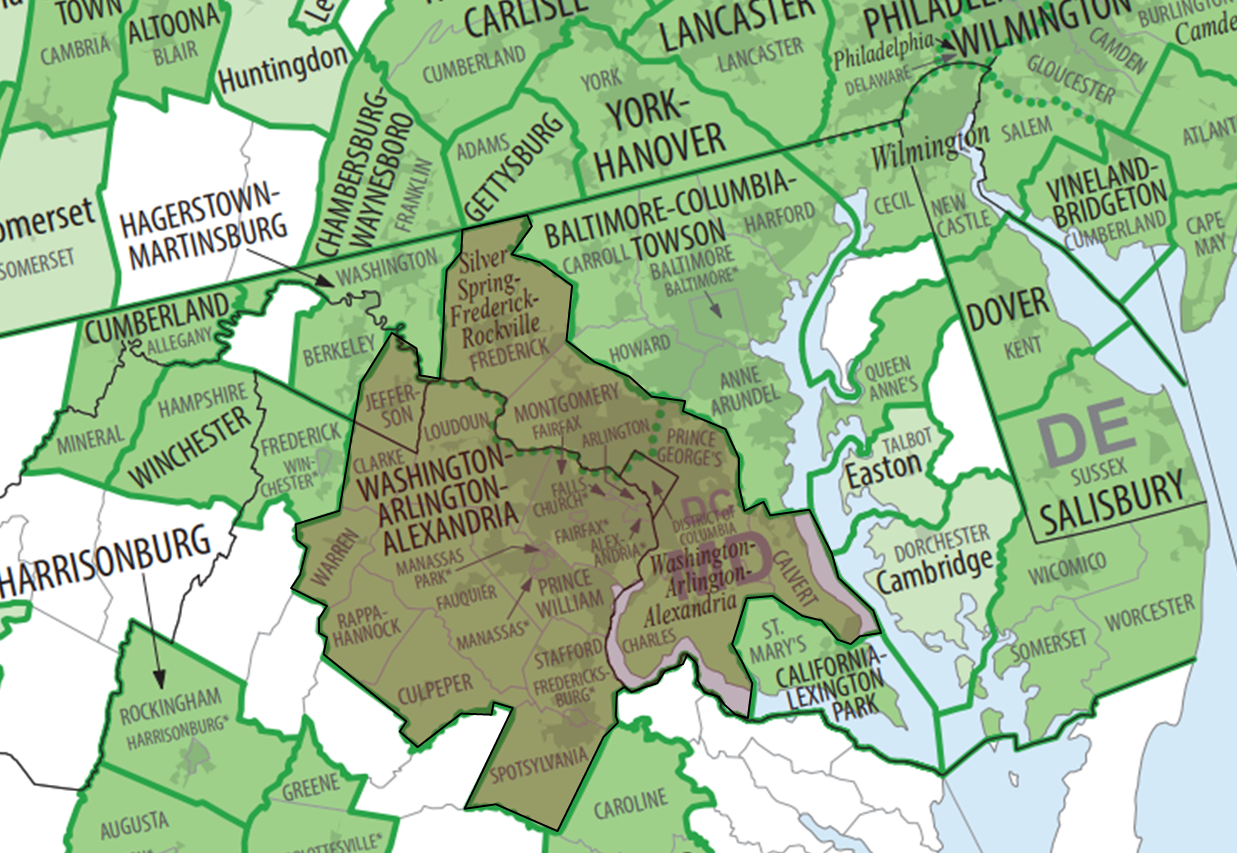 TOWN
CAMBRIA
ALTOONA
BLAIR
Le
Huntingdon
CARLISLE
CUMBERLAND
LANCASTER
LANCASTER
PHILADEL
WILMINGTON
Philadelphia
DELAWARE
BURLINGTON
Camde
CAMDEN
GLOUCESTER
YORK
YORK-
HANOVER
ADAMS
GETTYSBURG
CHAMBERSBURG-
WAYNESBORO
FRANKLIN
Wilmington
SALEM
ATLANT
VINELAND-
BRIDGETON
CUMBERLAND
CAPE
MAY
omerset
SOMERSET
HAGERSTOWN-
MARTINSBURG
WASHINGTON
BALTIMORE-COLUMBIA-
TOWSON
CARROLL
BALTIMORE
BALTIMORE*
HARFORD
CECIL
NEW
CASTLE
Silver
Spring-
Frederick-
Rockville
FREDERICK
CUMBERLAND
ALLEGANY
BERKELEY
HOWARD
ANNE
ARUNDEL
QUEEN
ANNE'S
DOVER
KENT
HAMPSHIRE
MINERAL
WINCHESTER
FREDERICK
WIN-
CHESTER*
JEFFER-
SON
LOUDOUN
CLARKE
MONTGOMERY
FAIRFAX
ARLINGTON
PRINCE
GEORGE'S
TALBOT
Easton
DE
SUSSEX
SALISBURY
WASHINGTON-
ARLINGTON-
ALEXANDRIA
FALLS
CHURCH*
FAIRFAX*
ALEX-
ANDRIA*
DC
DISTRICT OF
COLUMBIA
MD
Washington-
Arlington-
Alexandria
CALVERT
DORCHESTER
Cambridge
WICOMICO
WORCESTER
SOMERSET
HARRISONBURG
WARREN
MANASSAS
PARK*
FAUQUIER
PRINCE
WILLIAM
RAPPA-
HANNOCK
MANASSAS*
STAFFORD
CHARLES
ST.
MARY'S
CALIFORNIA-
LEXINGTON
PARK
CULPEPER
FREDERICKS-
BURG*
ROCKINGHAM
HARRISONBURG*
SPOTSYLVANIA
GREENE
CAROLINE
AUGUSTA
LOTTESVILLE*